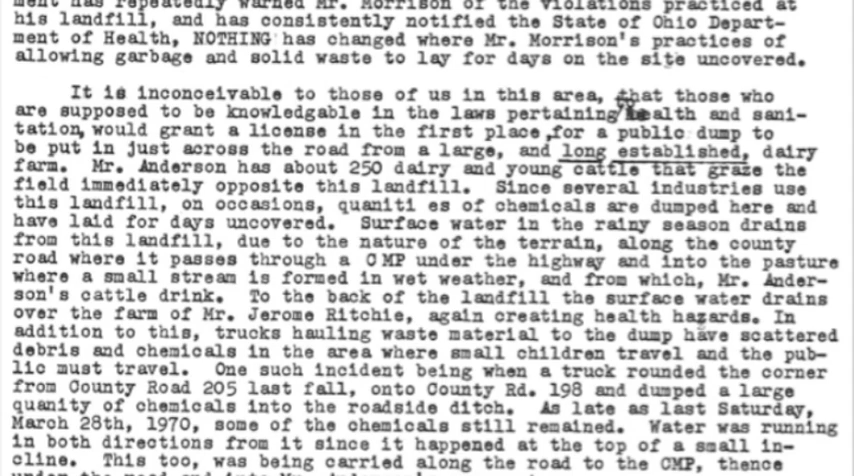 ment has repeatedly warned Mr. Morrison of the violations practiced at
his landfill, and has consistently notified the State of Ohio Depart-
ment of Health, NOTHING has changed where Mr. Morrison's practices of
allowing garbage and solid waste to lay for days on the site uncovered.
It is inconceivable to those of us in this area, that those who
are supposed to be knowledgable in the laws pertaining to health and sani-
tation, would grant a license in the first place, for a public dump to
be put in just across the road from a large, and long established, dairy
farm. Mr. Anderson has about 250 dairy and young cattle that graze the
field immediately opposite this landfill. Since several industries use
this landfill, on occasions, quaniti es of chemicals are dumped here and
have laid for days uncovered. Surface water in the rainy season drains
from this landfill, due to the nature of the terrain, along the county
road where it passes through a CMP under the highway and into the pasture
where a small stream is formed in wet weather, and from which, Mr. Ander-
son's cattle drink. To the back of the landfill the surface water drains
over the farm of Mr. Jerome Ritchie, again creating health hazards. In
addition to this, trucks hauling waste material to the dump have scattered
debris and chemicals in the area where small children travel and the pub-
lic must travel. One such incident being when a truck rounded the corner
from County Road 205 last fall, onto County Rd. 198 and dumped a large
quanity of chemicals into the roadside ditch. As late as last Saturday,
March 28th, 1970, some of the chemicals still remained. Water was running
in both directions from it since it happened at the top of a small in-
cline. This too, was being carried along the road to the CMP, thence